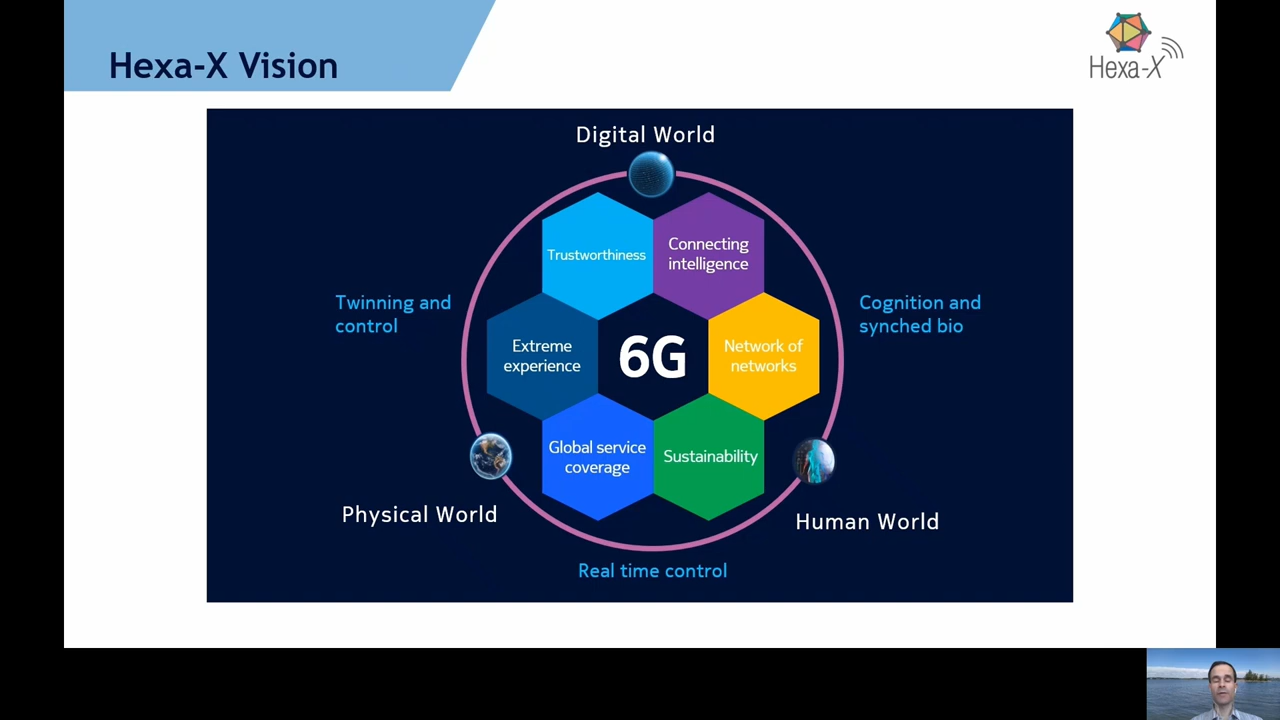 Hexa-X Vision
Hexa-X
Digital World
Trustworthiness
Connecting
intelligence
Twinning and
control
Cognition and
synched bio
Extreme
experience
6G
Network of
networks
Global service
coverage
Sustainability
Physical World
Human World
Real time control